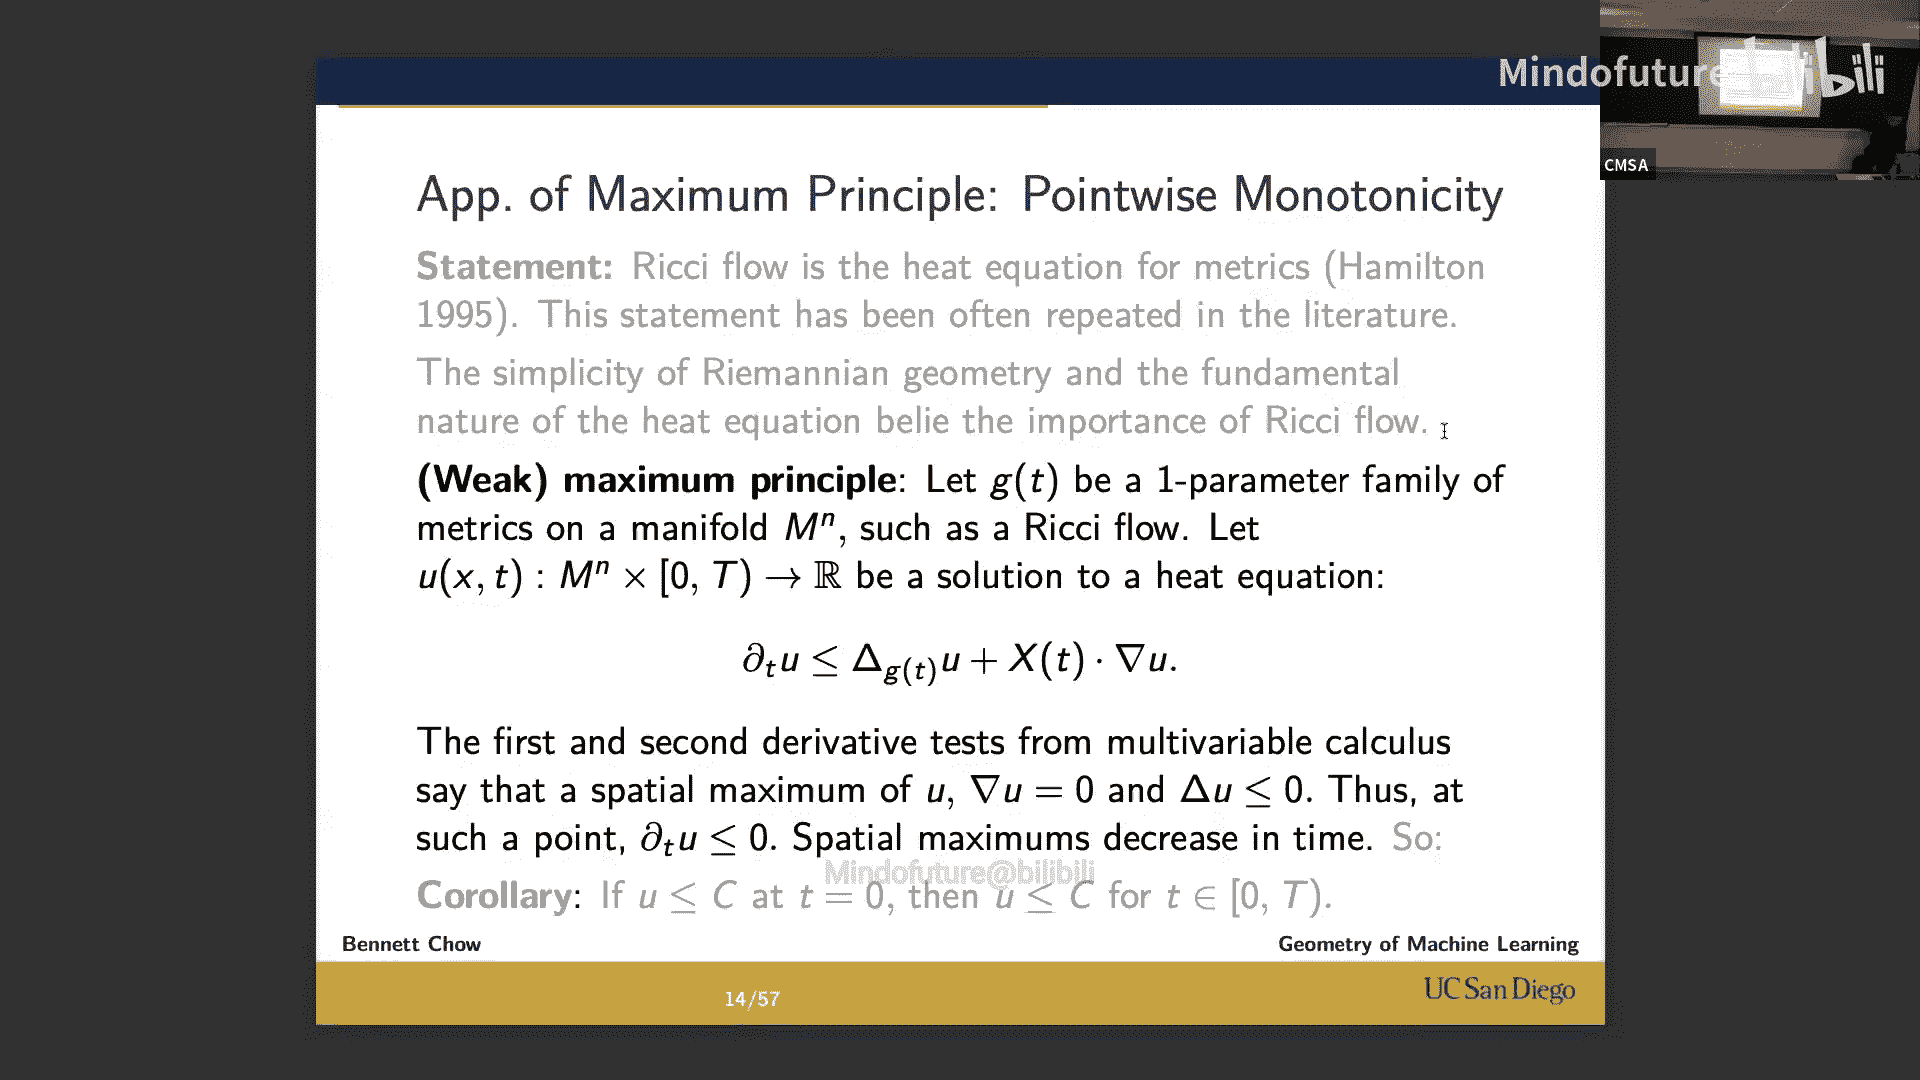 Mindofuture
bilibili
CMSA
App. of Maximum Principle: Pointwise Monotonicity
Statement: Ricci flow is the heat equation for metrics (Hamilton
1995). This statement has been often repeated in the literature.
The simplicity of Riemannian geometry and the fundamental
nature of the heat equation belie the importance of Ricci flow.
(Weak) maximum principle: Let g(t) be a 1-parameter family of
metrics on a manifold Mⁿ, such as a Ricci flow. Let
u(x, t) : Mⁿ × [0, T) → ℝ be a solution to a heat equation:
∂ₜu ≤ Δ_g(t)u + X(t) · ∇u.
The first and second derivative tests from multivariable calculus
say that a spatial maximum of u, ∇u = 0 and Δu ≤ 0. Thus, at
such a point, ∂ₜu ≤ 0. Spatial maximums decrease in time. So:
Mindofuture@bilibili
Corollary: If u ≤ C at t = 0, then u ≤ C for t ∈ [0, T).
Bennett Chow
Geometry of Machine Learning
14/57
UC San Diego